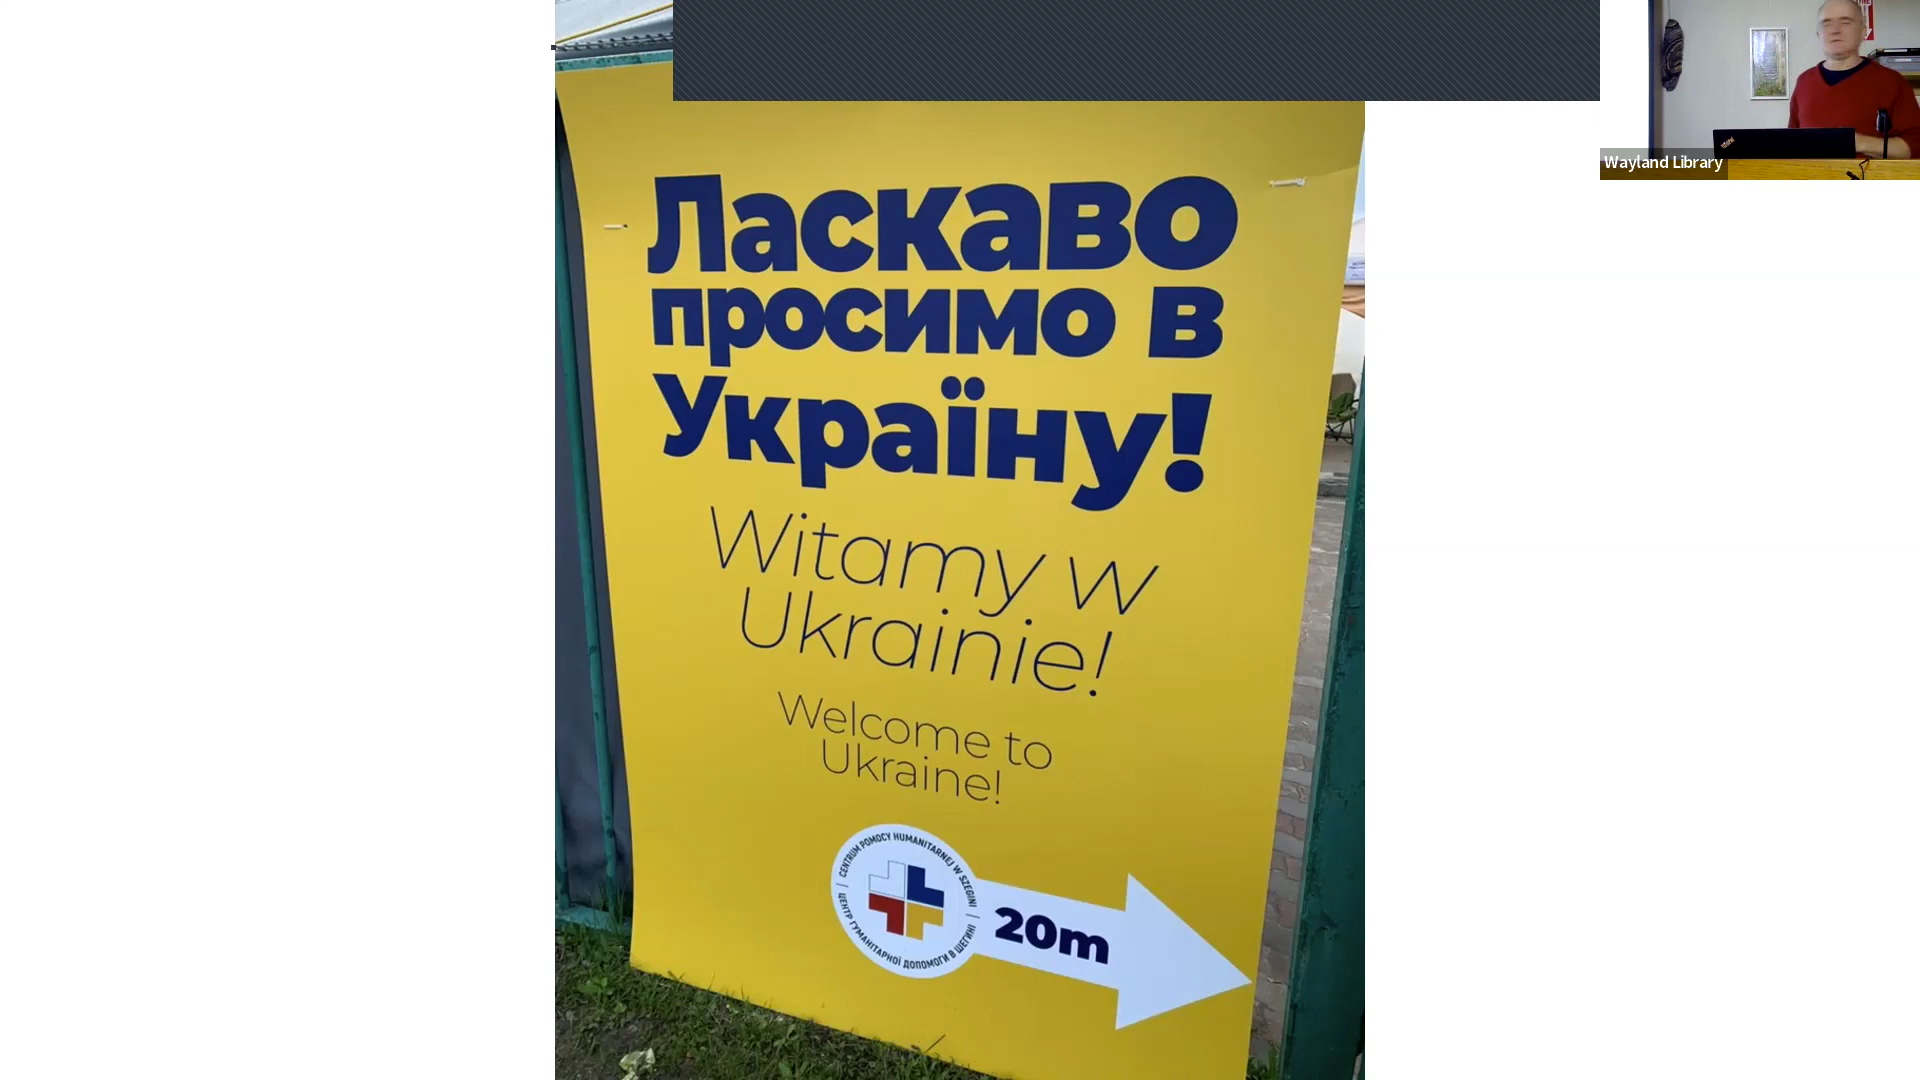 Ласкаво
просимо в
Україну!
Witamy w
Ukrainie!
Welcome to
Ukraine!
CENTRUM POMOCY HUMANITARNEJ W SZEGINI
ЦЕНТР ГУМАНІТАРНОЇ ДОПОМОГИ В ШЕГИНІ
20m
Wayland Library